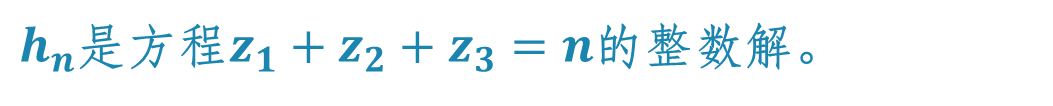 hₙ是方程z₁ + z₂ + z₃ = n的整数解。